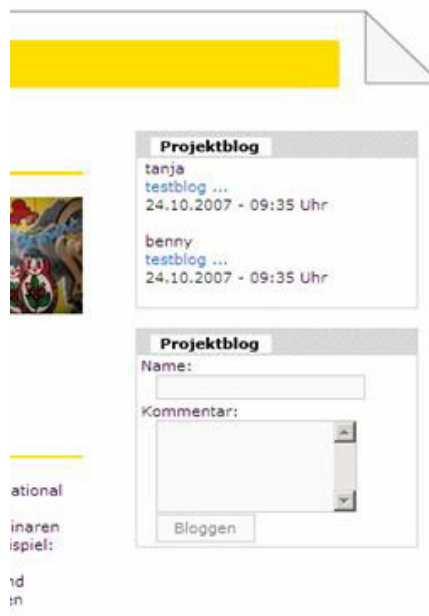 Projektblog
tanja
testblog ...
24.10.2007 - 09:35 Uhr
benny
testblog ...
24.10.2007 - 09:35 Uhr
Projektblog
Name:
Kommentar:
Bloggen
ational
inaren
ispiel:
nd
en